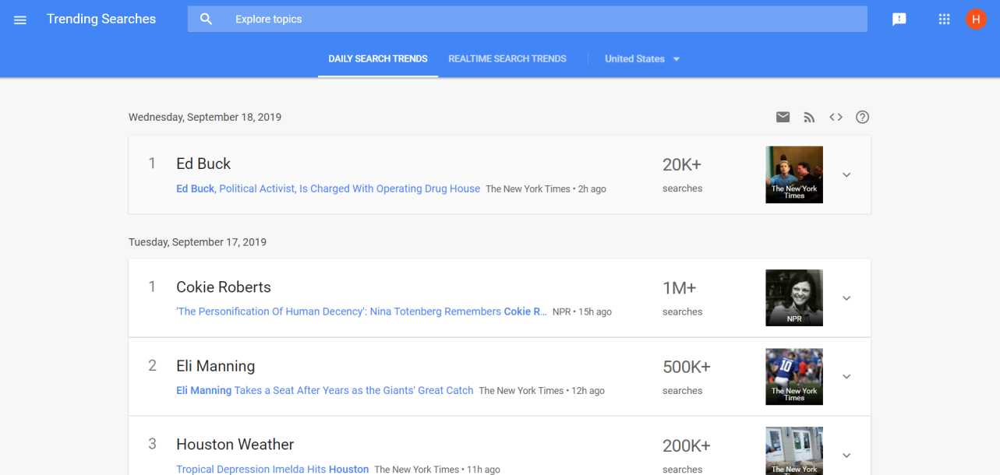 Trending Searches
Explore topics
H
DAILY SEARCH TRENDS
REALTIME SEARCH TRENDS
United States
Wednesday, September 18, 2019
1
Ed Buck
20K+
Ed Buck, Political Activist, Is Charged With Operating Drug House The New York Times • 2h ago
searches
The New York
Times
Tuesday, September 17, 2019
1
Cokie Roberts
1M+
'The Personification Of Human Decency': Nina Totenberg Remembers Cokie R... NPR • 15h ago
searches
NPR
2
Eli Manning
500K+
10
Eli Manning Takes a Seat After Years as the Giants' Great Catch The New York Times • 12h ago
searches
The New York
Times
3
Houston Weather
200K+
Tropical Depression Imelda Hits Houston The New York Times • 11h ago
searches
The New York